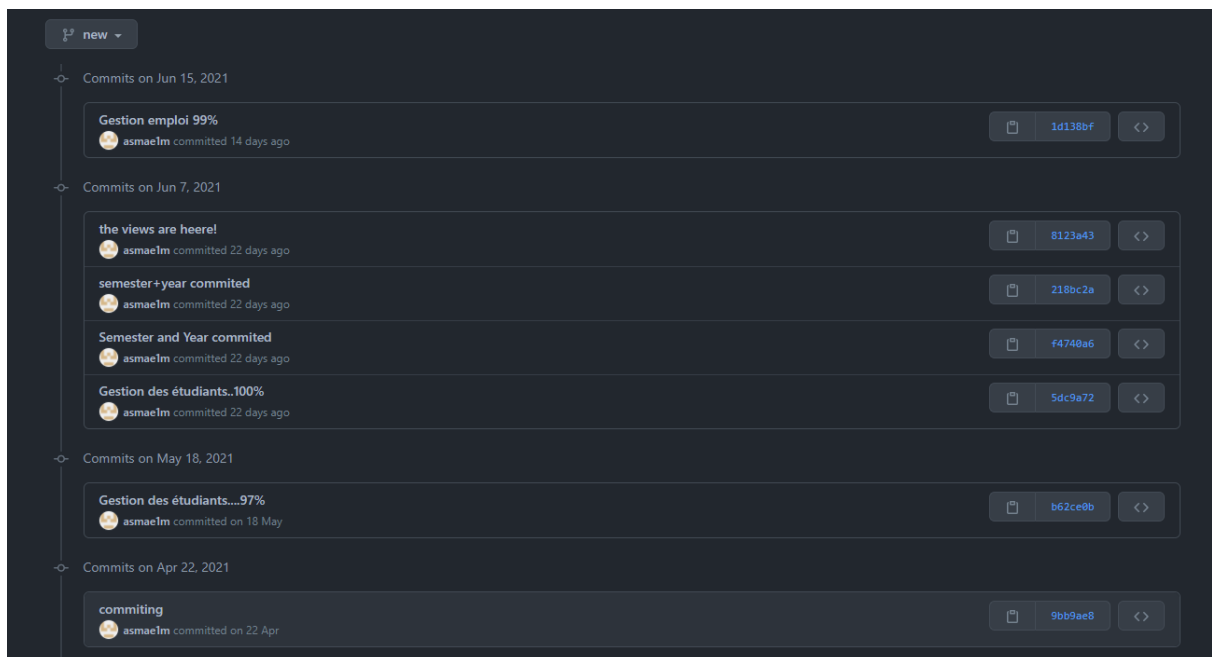 new
Commits on Jun 15, 2021
Gestion emploi 99%
asmae1m committed 14 days ago
1d138bf
Commits on Jun 7, 2021
the views are heere!
asmae1m committed 22 days ago
8123a43
semester+year commited
asmae1m committed 22 days ago
218bc2a
Semester and Year commited
asmae1m committed 22 days ago
f4740a6
Gestion des étudiants..100%
asmae1m committed 22 days ago
5dc9a72
Commits on May 18, 2021
Gestion des étudiants....97%
asmae1m committed on 18 May
b62ce0b
Commits on Apr 22, 2021
commiting
asmae1m committed on 22 Apr
9bb9ae8